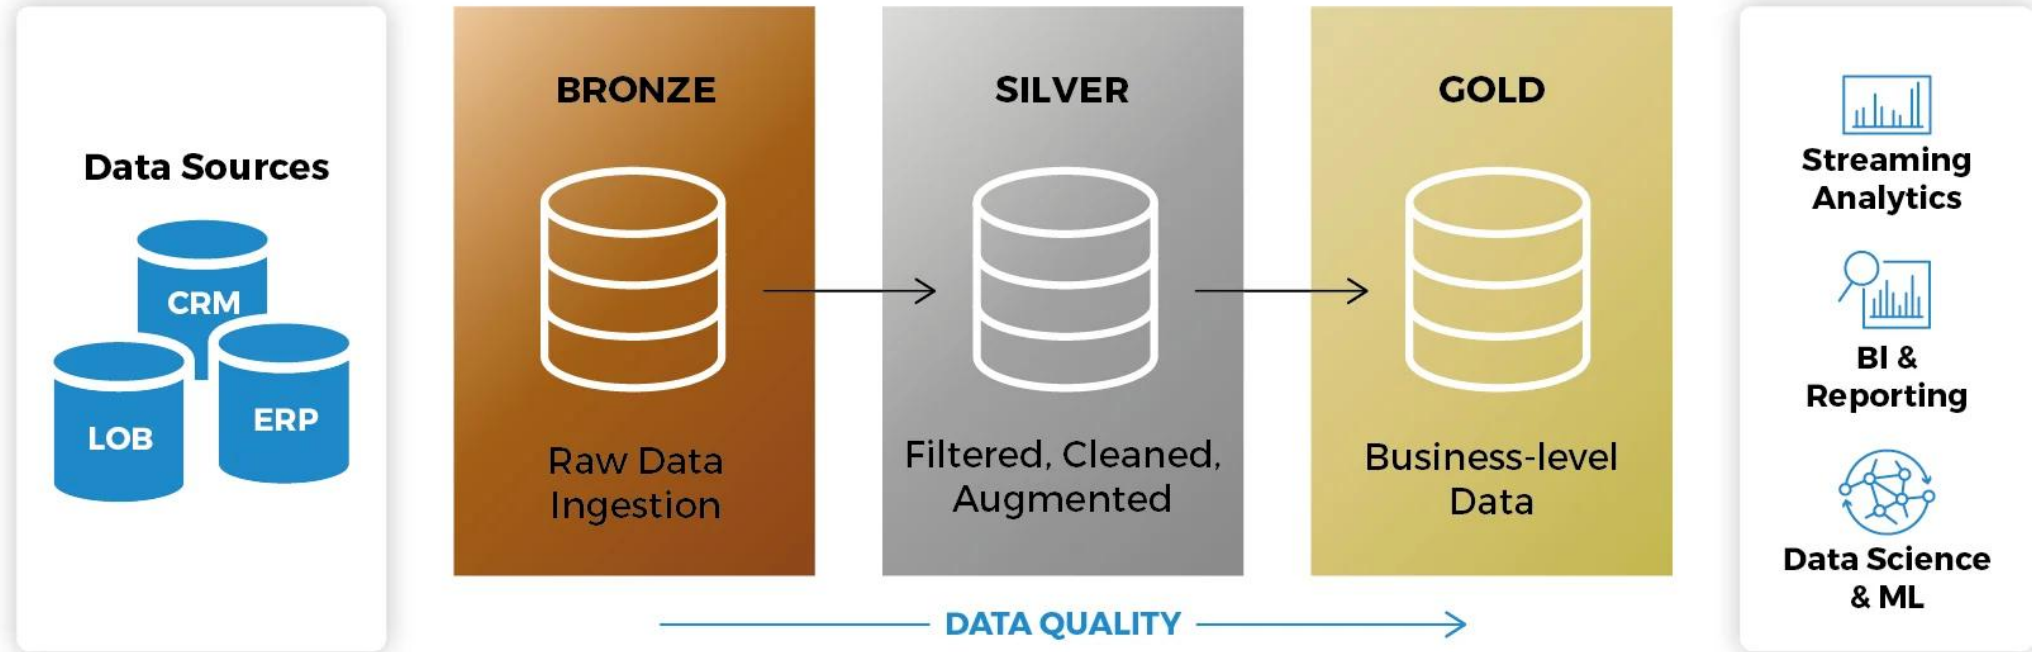 Data Sources
CRM
LOB
ERP
BRONZE
Raw Data
Ingestion
SILVER
Filtered, Cleaned,
Augmented
GOLD
Business-level
Data
DATA QUALITY
Streaming
Analytics
BI &
Reporting
Data Science
& ML